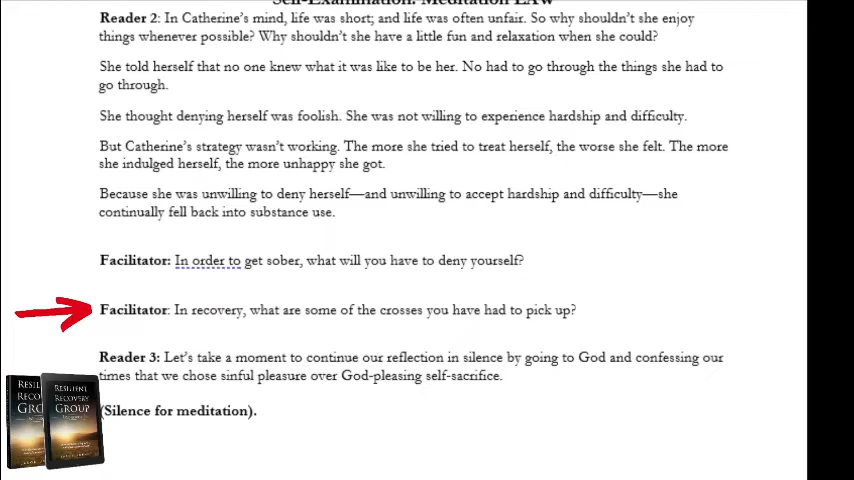 Self-Examination: Meditation LAW
Reader 2: In Catherine's mind, life was short; and life was often unfair. So why shouldn't she enjoy
things whenever possible? Why shouldn't she have a little fun and relaxation when she could?
She told herself that no one knew what it was like to be her. No had to go through the things she had to
go through.
She thought denying herself was foolish. She was not willing to experience hardship and difficulty.
But Catherine's strategy wasn't working. The more she tried to treat herself, the worse she felt. The more
she indulged herself, the more unhappy she got.
Because she was unwilling to deny herself—and unwilling to accept hardship and difficulty—she
continually fell back into substance use.
Facilitator: In order to get sober, what will you have to deny yourself?
Facilitator: In recovery, what are some of the crosses you have had to pick up?
Reader 3: Let's take a moment to continue our reflection in silence by going to God and confessing our
times that we chose sinful pleasure over God-pleasing self-sacrifice.
(Silence for meditation).
RESILIENT
RECOVERY
GROUP